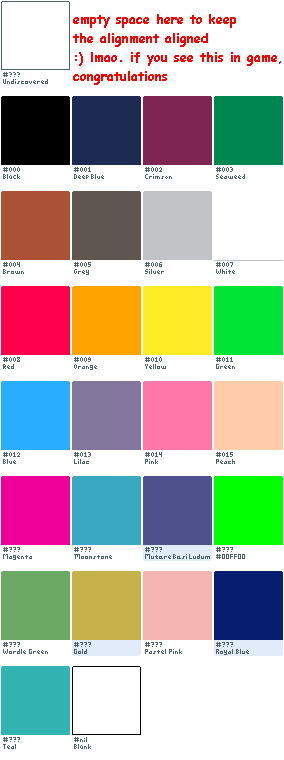 empty space here to keep
the alignment aligned
:) lmao. if you see this in game,
congratulations
#???
Undiscovered
#000
Black
#001
Deep Blue
#002
Crimson
#003
Seaweed
#004
Brown
#005
Grey
#006
Silver
#007
White
#008
Red
#009
Orange
#010
Yellow
#011
Green
#012
Blue
#013
Lilac
#014
Pink
#015
Peach
#???
Magenta
#???
Moonstone
#???
Mutare Basi Ludum
#???
#00FF00
#???
Wordle Green
#???
Gold
#???
Pastel Pink
#???
Royal Blue
#???
Teal
#nil
Blank